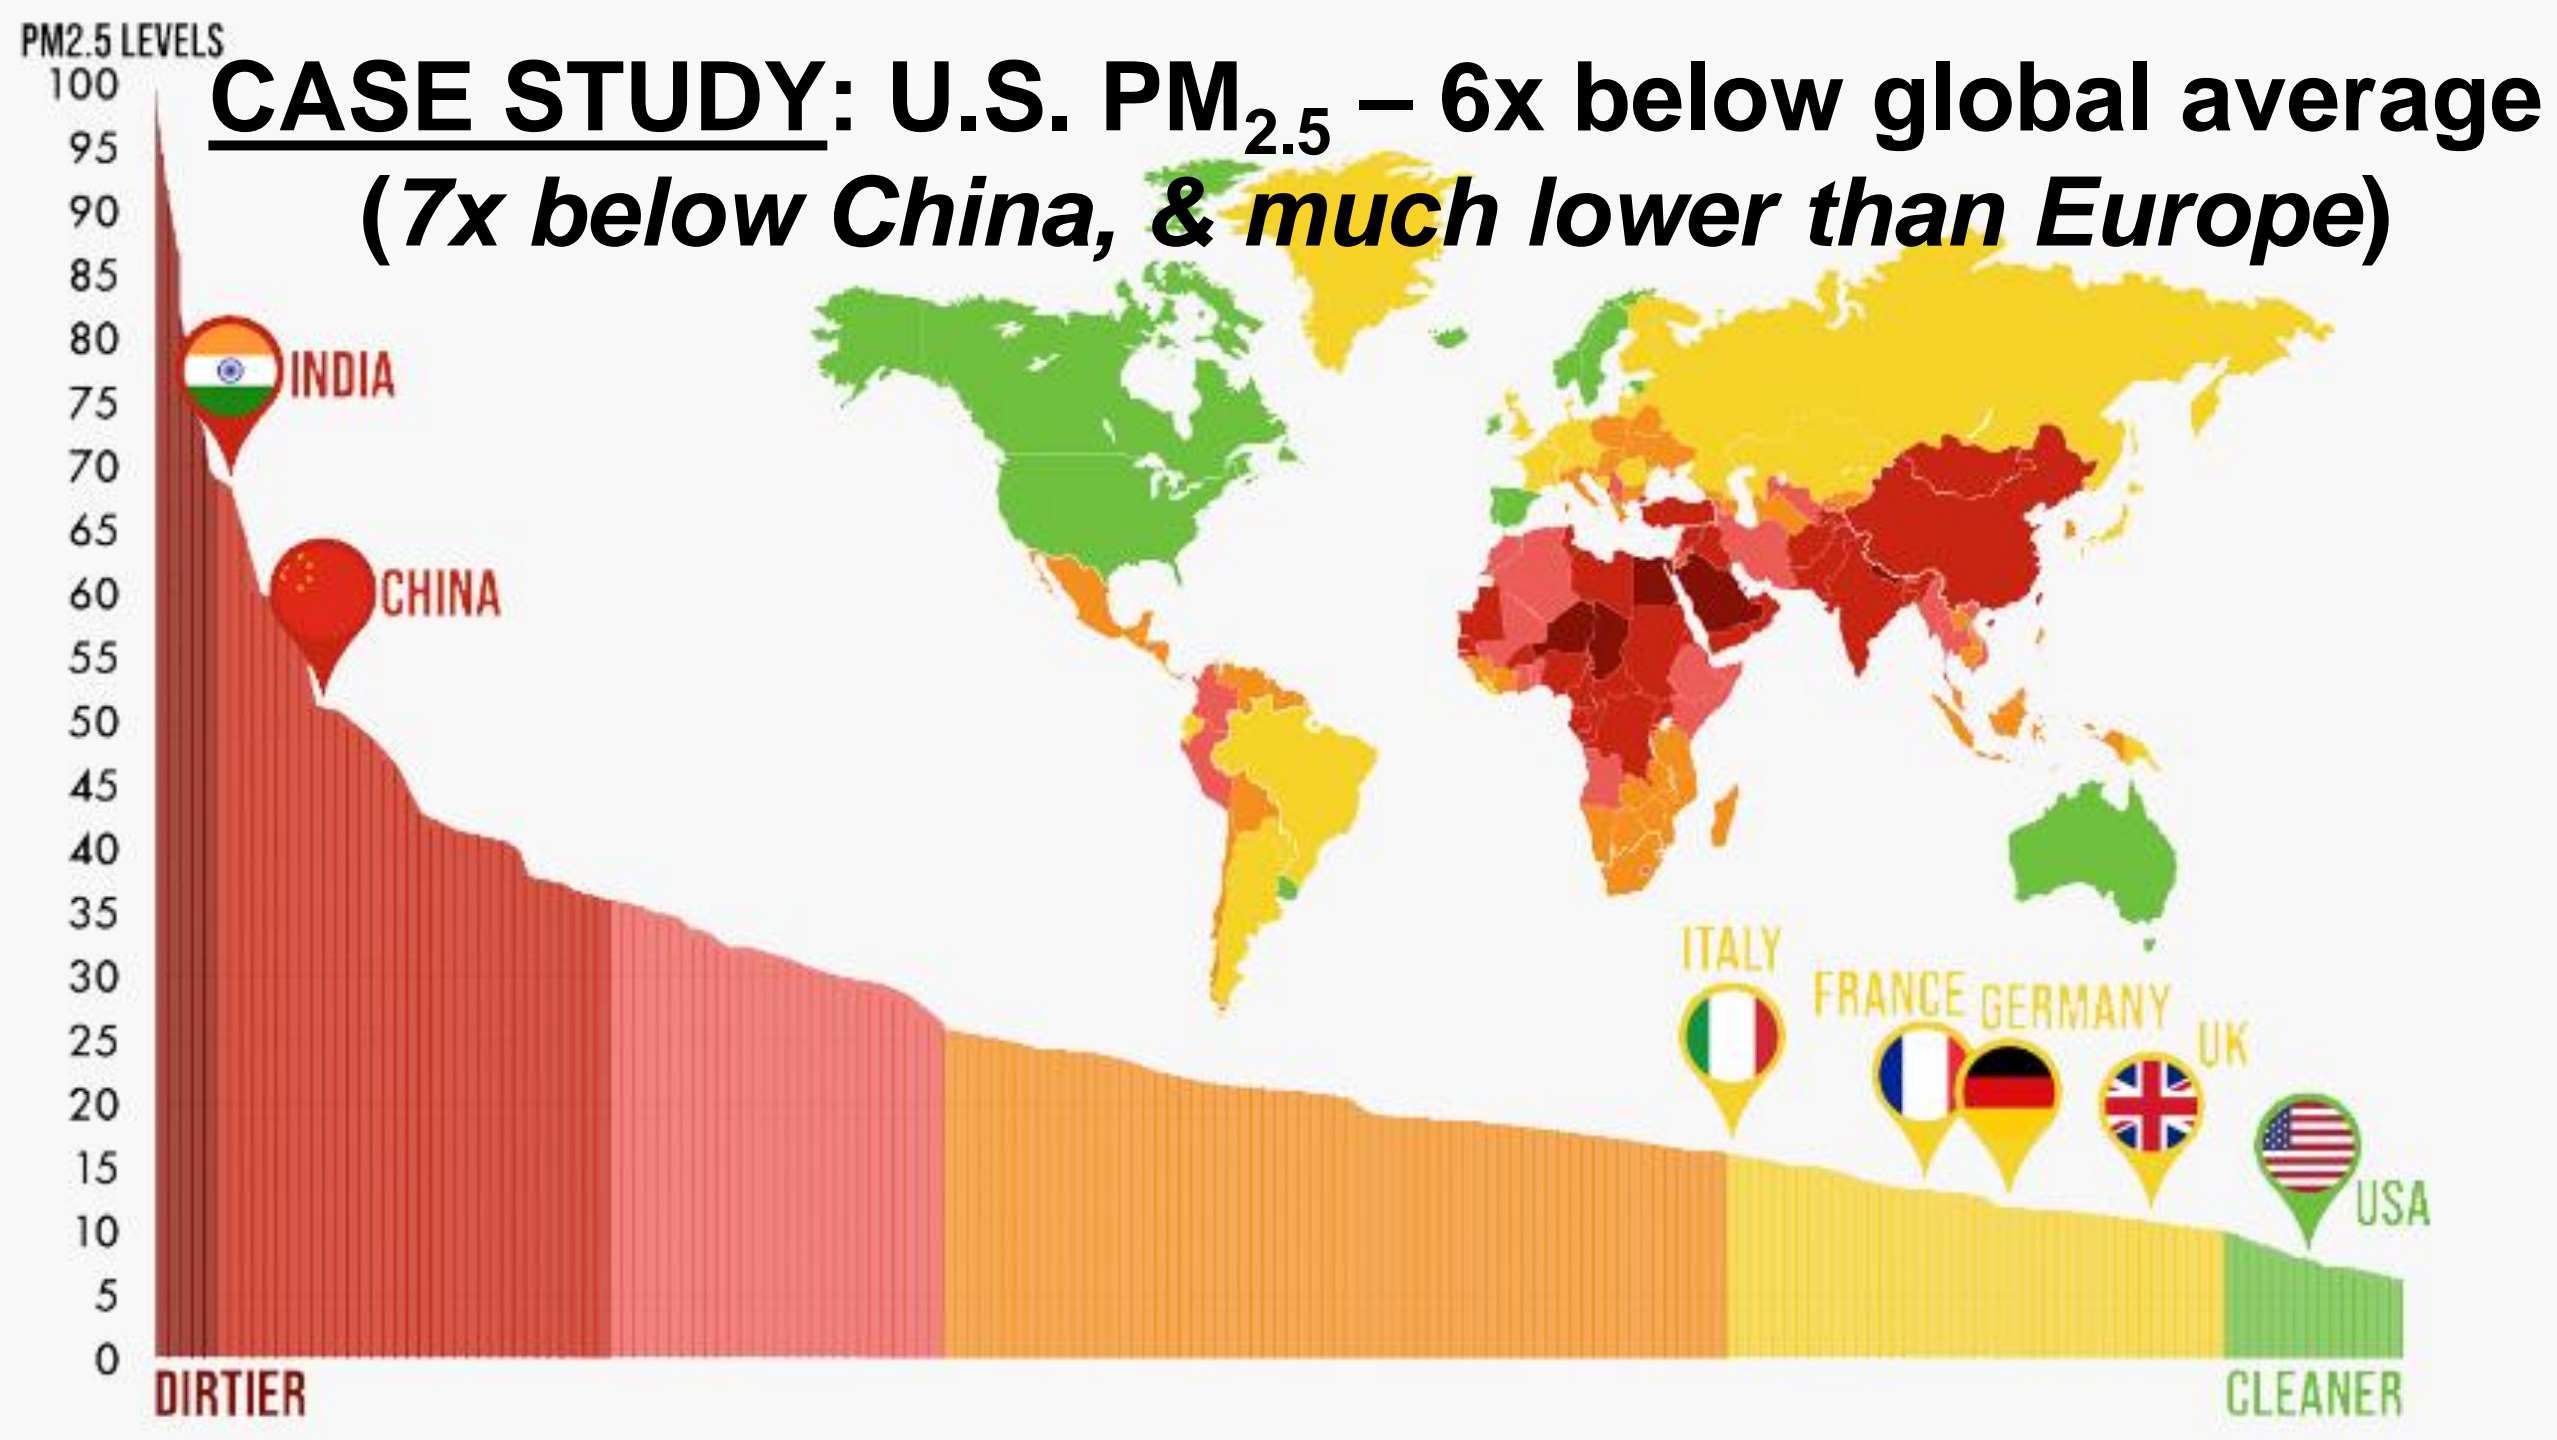 PM2.5 LEVELS
CASE STUDY: U.S. PM2.5 – 6x below global average
(7x below China, & much lower than Europe)
100
95
90
85
80
75
70
65
60
55
50
45
40
35
30
25
20
15
10
5
0
INDIA
CHINA
ITALY
FRANCE
GERMANY
UK
USA
DIRTIER
CLEANER